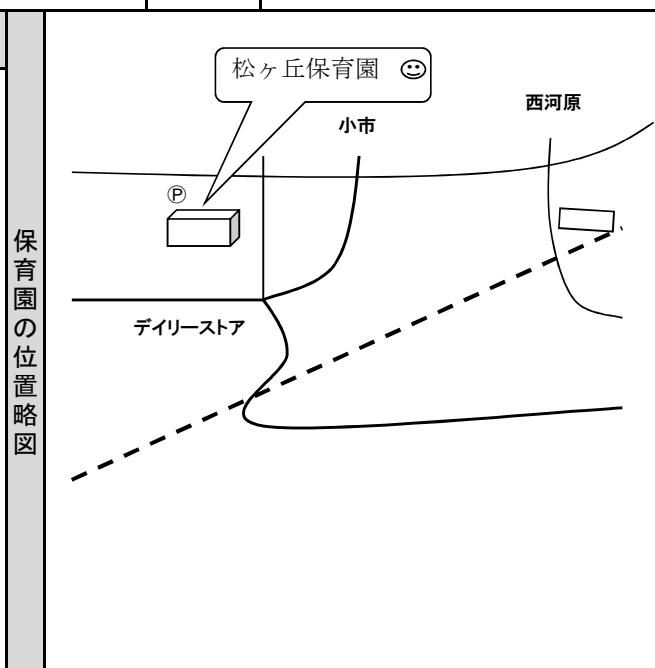 保育園の位置略図
松ヶ丘保育園
小市
西河原
Ⓟ
デイリーストア